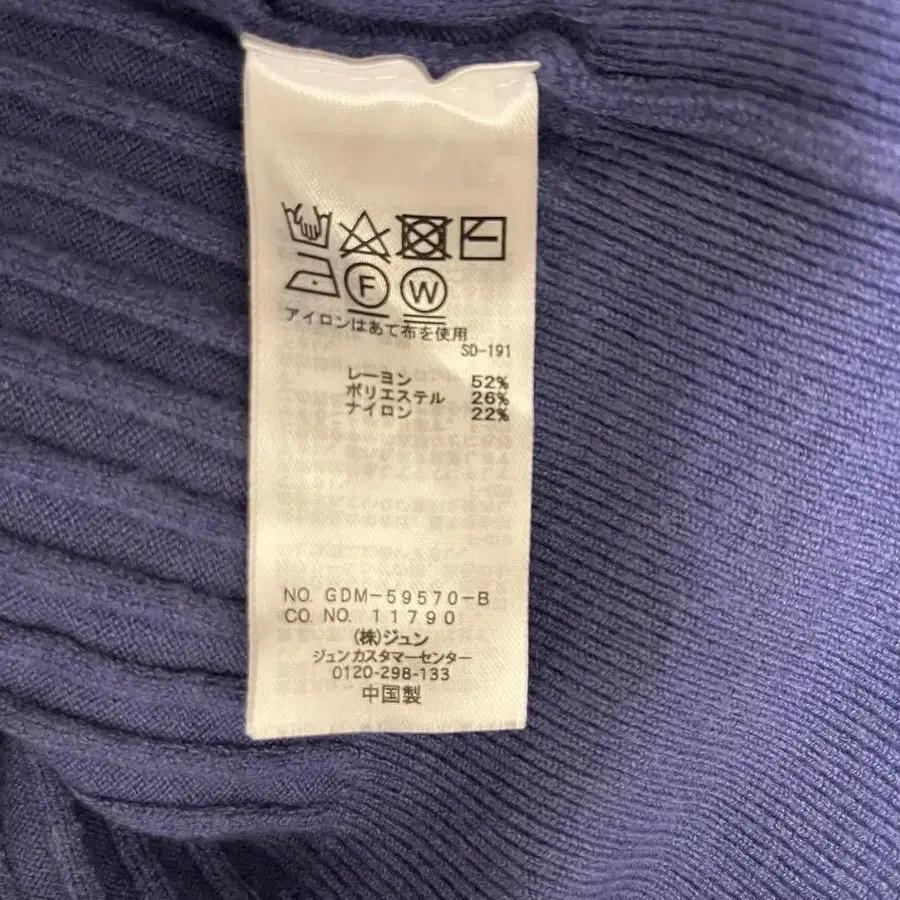 F W
アイロンはあて布を使用
SD-191
レーヨン 52%
ポリエステル 26%
ナイロン 22%
NO. GDM-59570-B
CO. NO. 11790
(株)ジュン
ジュンカスタマーセンター
0120-298-133
中国製